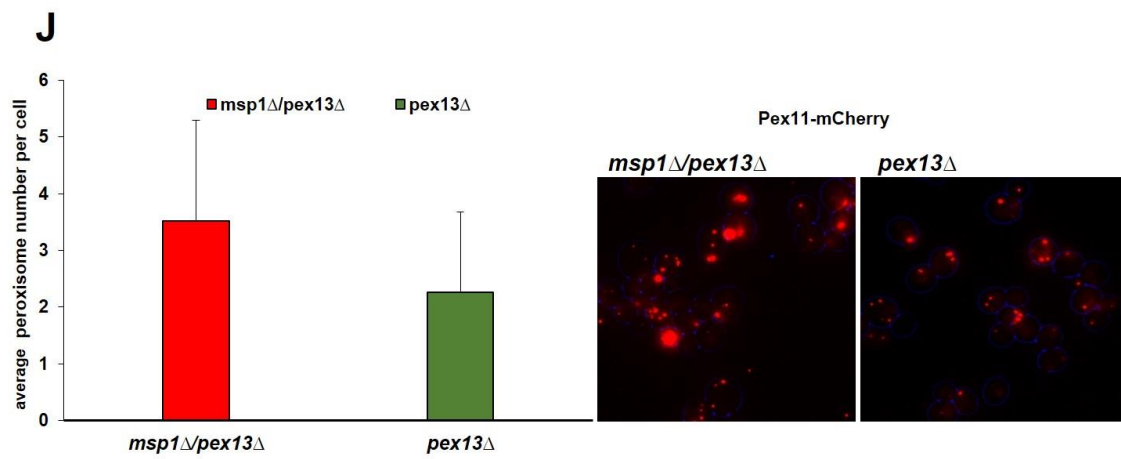 J
average peroxisome number per cell
6
5
4
3
2
1
0
msp1Δ/pex13Δ
pex13Δ
msp1Δ/pex13Δ
pex13Δ
Pex11-mCherry
msp1Δ/pex13Δ
pex13Δ